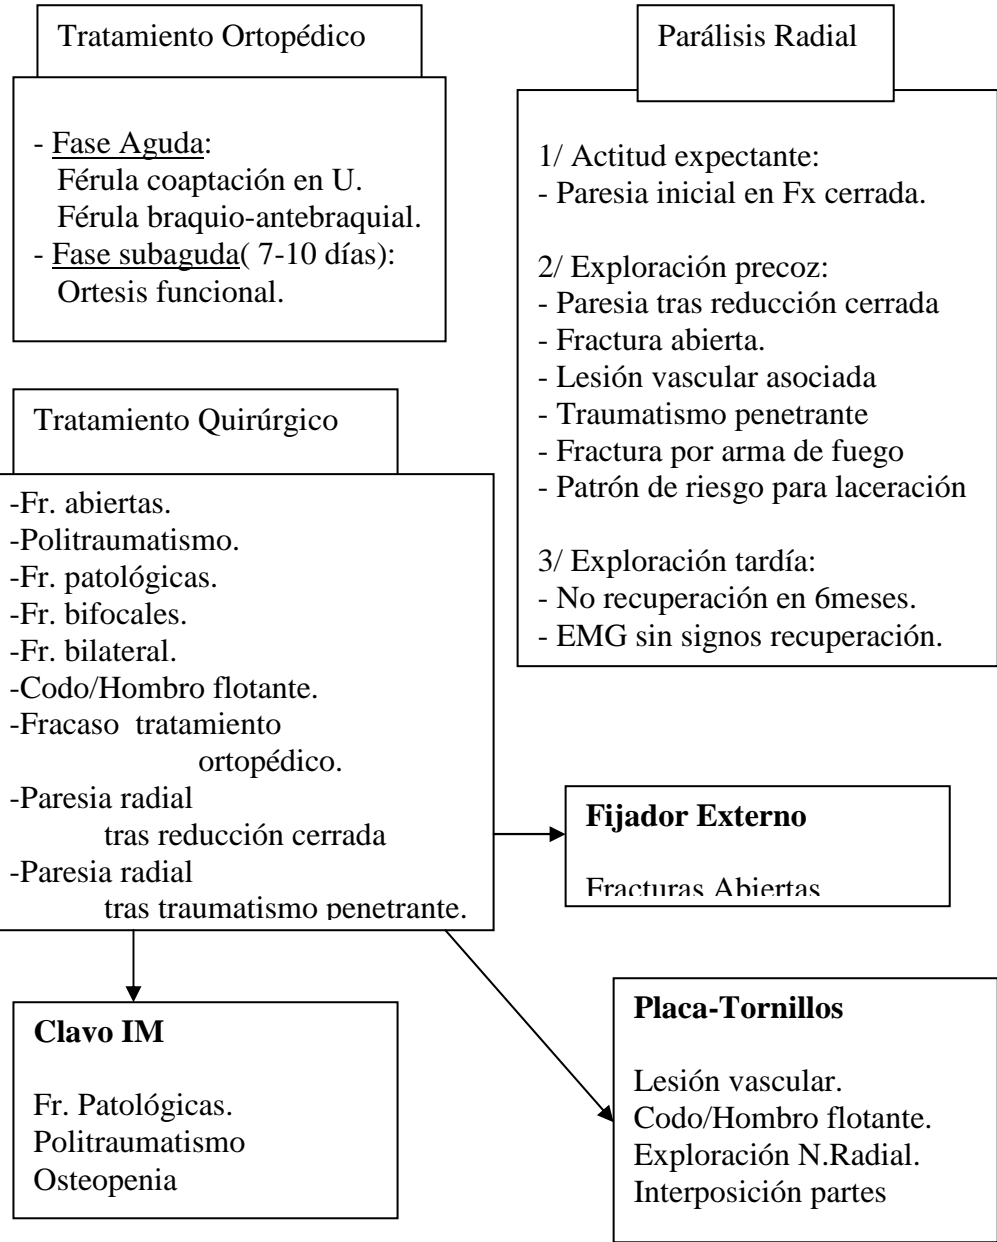 Tratamiento Ortopédico
- Fase Aguda:
Férula coaptación en U.
Férula braquio-antebraquial.
- Fase subaguda( 7-10 días):
Ortesis funcional.
Parálisis Radial
1/ Actitud expectante:
- Paresia inicial en Fx cerrada.
2/ Exploración precoz:
- Paresia tras reducción cerrada
- Fractura abierta.
- Lesión vascular asociada
- Traumatismo penetrante
- Fractura por arma de fuego
- Patrón de riesgo para laceración
3/ Exploración tardía:
- No recuperación en 6meses.
- EMG sin signos recuperación.
Tratamiento Quirúrgico
-Fr. abiertas.
-Politraumatismo.
-Fr. patológicas.
-Fr. bifocales.
-Fr. bilateral.
-Codo/Hombro flotante.
-Fracaso tratamiento
ortopédico.
-Paresia radial
tras reducción cerrada
-Paresia radial
tras traumatismo penetrante.
Fijador Externo
Fracturas Abiertas
Clavo IM
Fr. Patológicas.
Politraumatismo
Osteopenia
Placa-Tornillos
Lesión vascular.
Codo/Hombro flotante.
Exploración N.Radial.
Interposición partes